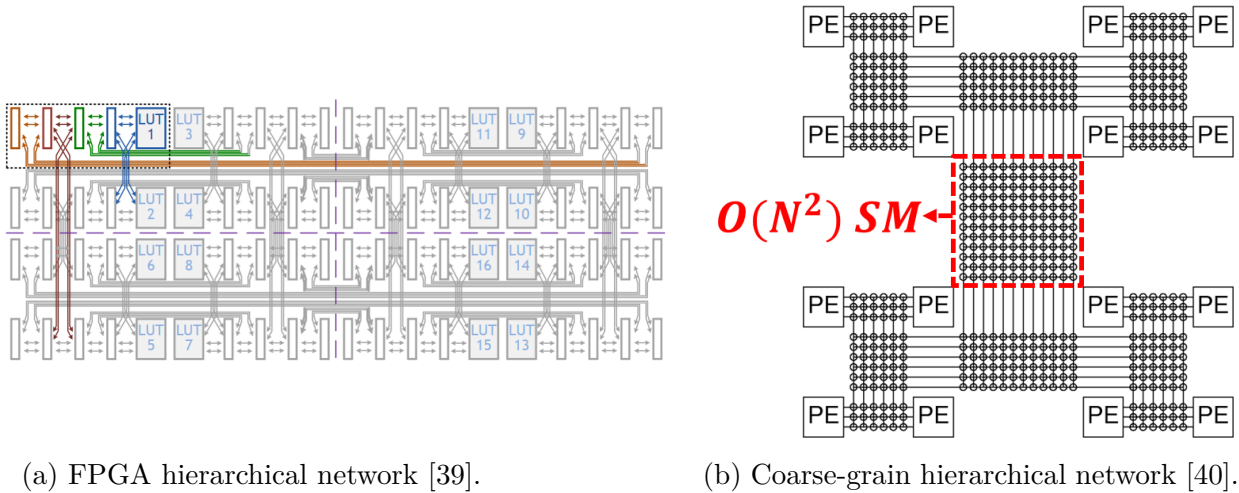 PE PE PE PE
LUT 1 LUT 3 LUT 11 LUT 9
PE PE PE PE
LUT 2 LUT 4 LUT 12 LUT 10
O(N²) SM
LUT 6 LUT 8 LUT 16 LUT 14
PE PE PE PE
LUT 5 LUT 7 LUT 15 LUT 13
PE PE PE PE
(a) FPGA hierarchical network [39].
(b) Coarse-grain hierarchical network [40].